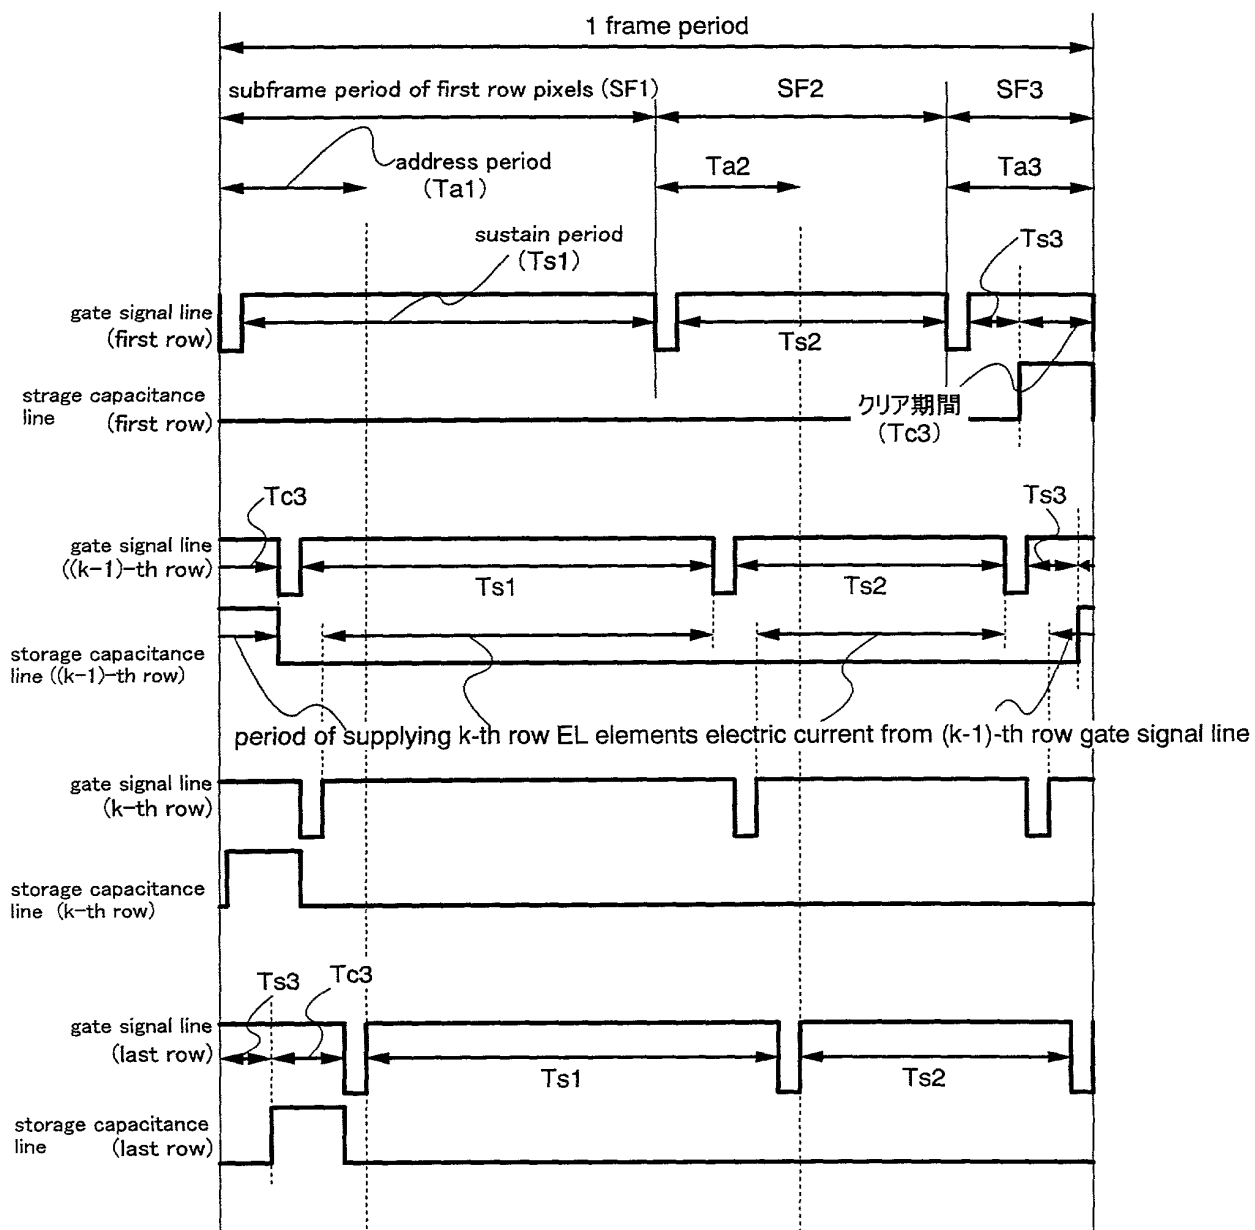 1 frame period
subframe period of first row pixels (SF1)
SF2
SF3
address period
(Ta1)
Ta2
Ta3
sustain period
(Ts1)
Ts3
gate signal line
(first row)
Ts2
strage capacitance
line (first row)
クリア期間
(Tc3)
Tc3
Ts3
gate signal line
((k-1)-th row)
Ts1
Ts2
storage capacitance
line ((k-1)-th row)
period of supplying k-th row EL elements electric current from (k-1)-th row gate signal line
gate signal line
(k-th row)
storage capacitance
line (k-th row)
Ts3
Tc3
gate signal line
(last row)
Ts1
Ts2
storage capacitance
line (last row)